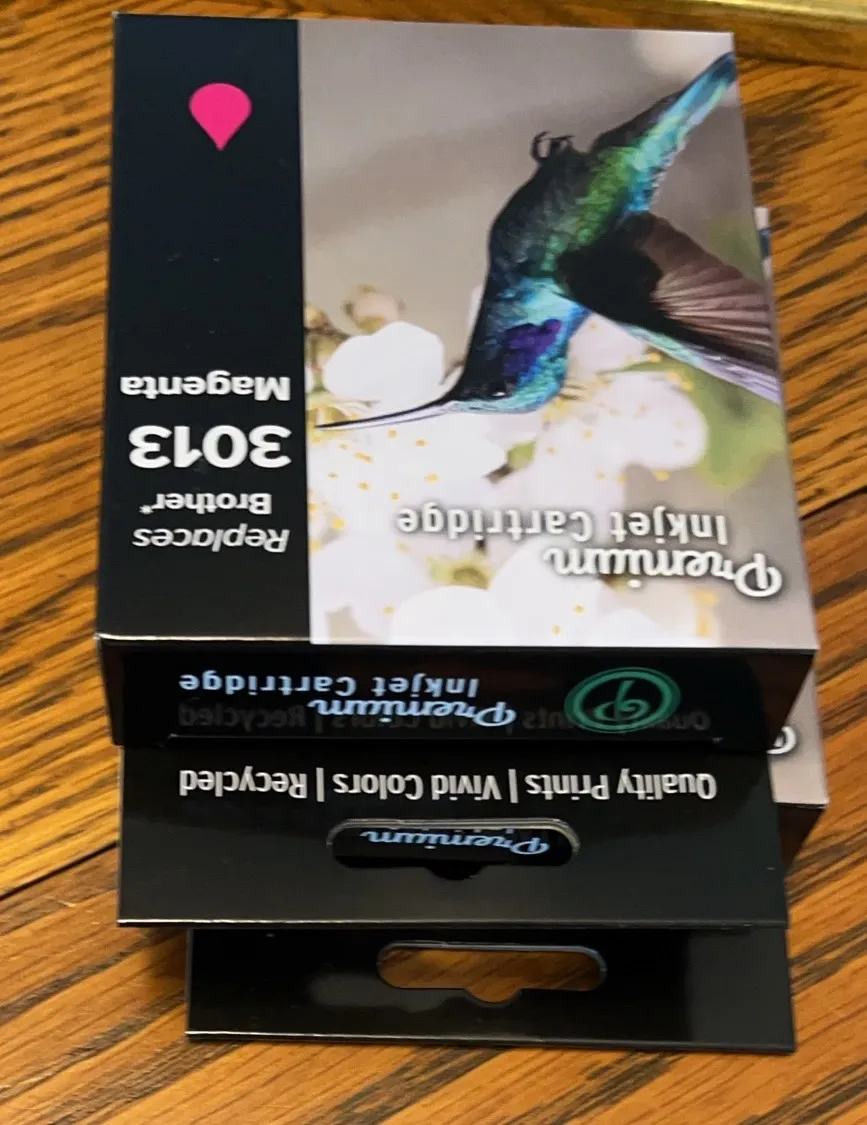 Quality Prints | Vivid Colors | Recycled
Premium
Inkjet Cartridge
Premium
Inkjet Cartridge
Replaces
Brother*
3013
Magenta
Premium